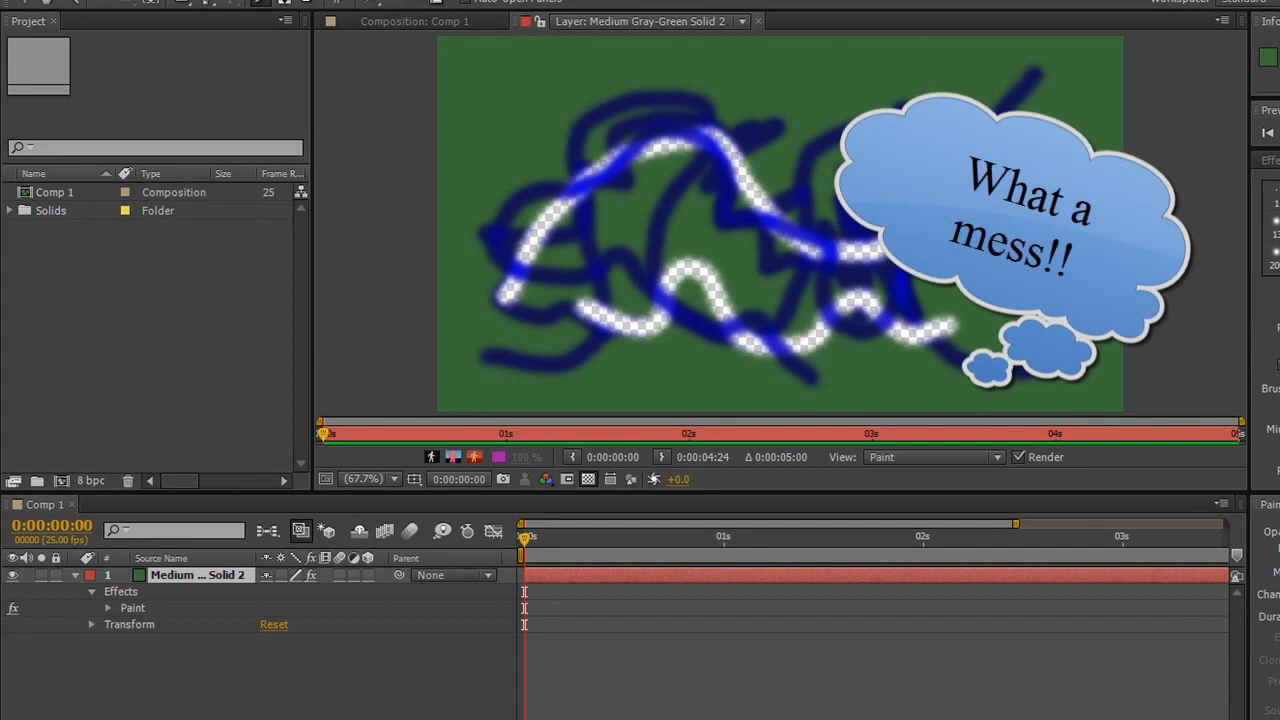 Project
Composition: Comp 1
Layer: Medium Gray-Green Solid 2
Info
Name
Type
Size
Frame R...
Comp 1
Composition
25
Solids
Folder
What a
mess!!
01s
02s
03s
04s
100 %
0:00:00:00
0:00:04:24
Δ 0:00:05:00
View:
Paint
Render
8 bpc
(67.7%)
0:00:00:00
+0.0
Comp 1
0:00:00:00
00000 (25.00 fps)
01s
02s
03s
#
Source Name
Parent
1
Medium ... Solid 2
None
Effects
fx
Paint
Transform
Reset